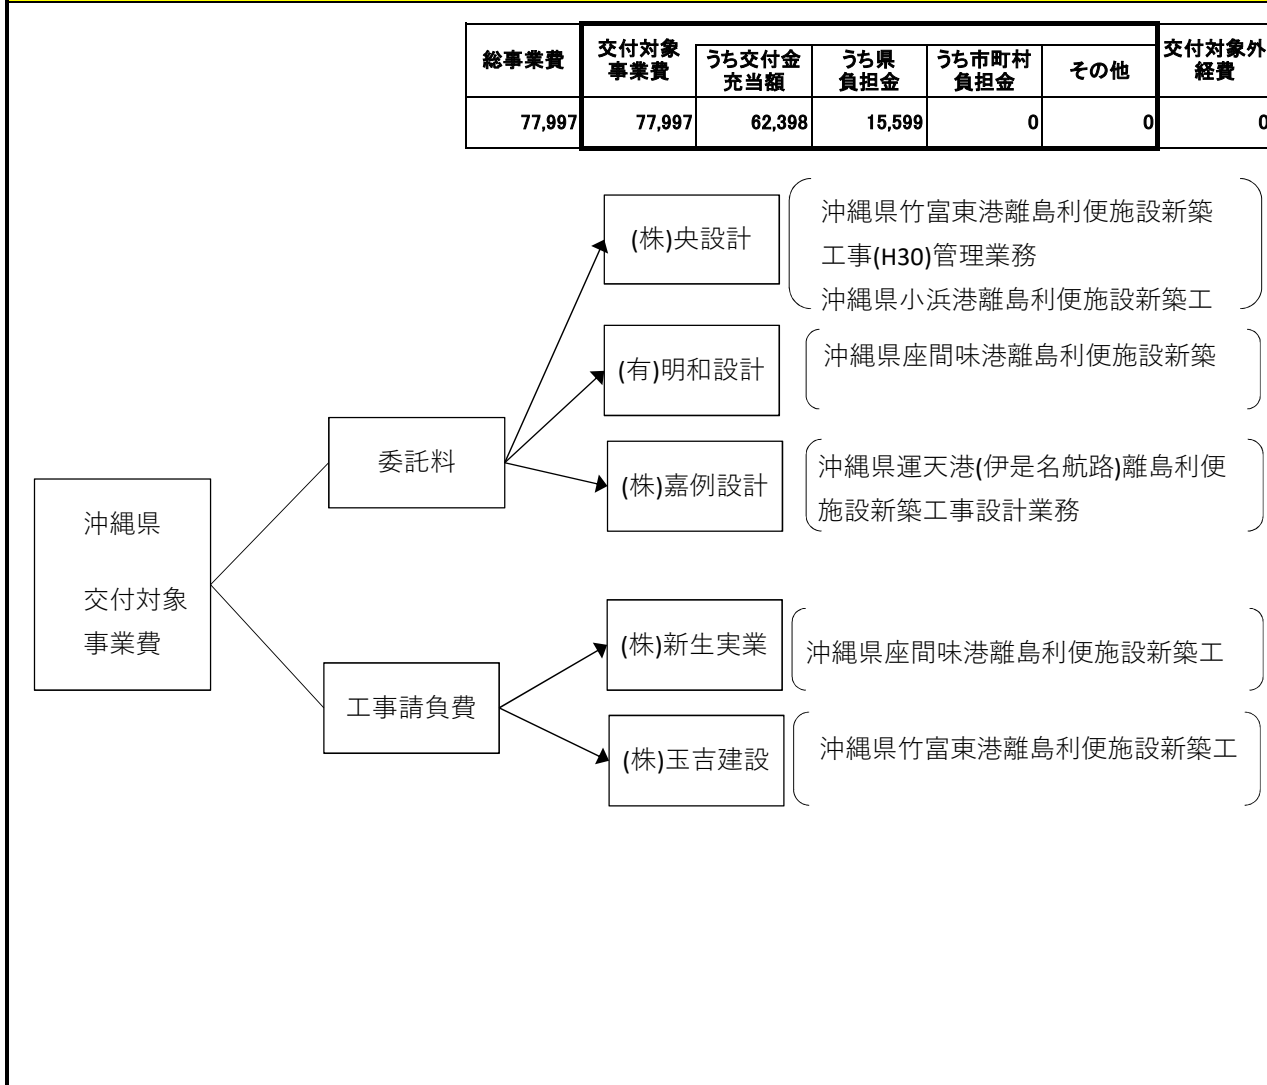 総事業費
交付対象
事業費
うち交付金
充当額
うち県
負担金
うち市町村
負担金
その他
交付対象外
経費
77,997
77,997
62,398
15,599
0
0
0
(株)央設計
沖縄県竹富東港離島利便施設新築
工事(H30)管理業務
沖縄県小浜港離島利便施設新築工
(有)明和設計
沖縄県座間味港離島利便施設新築
委託料
(株)嘉例設計
沖縄県運天港(伊是名航路)離島利便
施設新築工事設計業務
沖縄県
交付対象
事業費
(株)新生実業
沖縄県座間味港離島利便施設新築工
工事請負費
(株)玉吉建設
沖縄県竹富東港離島利便施設新築工